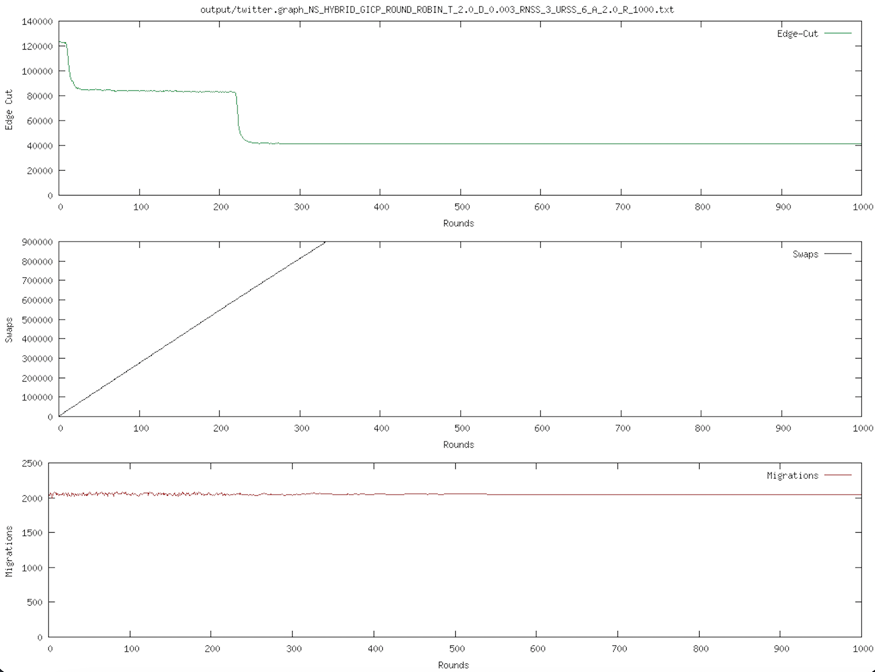 output/twitter.graph_NS_HYBRID_GICP_ROUND_ROBIN_T_2.0_D_0.003_RNSS_3_URSS_6_A_2.0_R_1000.txt
140000
Edge-Cut
120000
100000
80000
60000
40000
20000
0
Edge Cut
0 100 200 300 400 500 600 700 800 900 1000
Rounds
900000
Swaps
800000
700000
600000
500000
400000
300000
200000
100000
0
Swaps
0 100 200 300 400 500 600 700 800 900 1000
Rounds
2500
Migrations
2000
1500
1000
500
0
Migrations
0 100 200 300 400 500 600 700 800 900 1000
Rounds